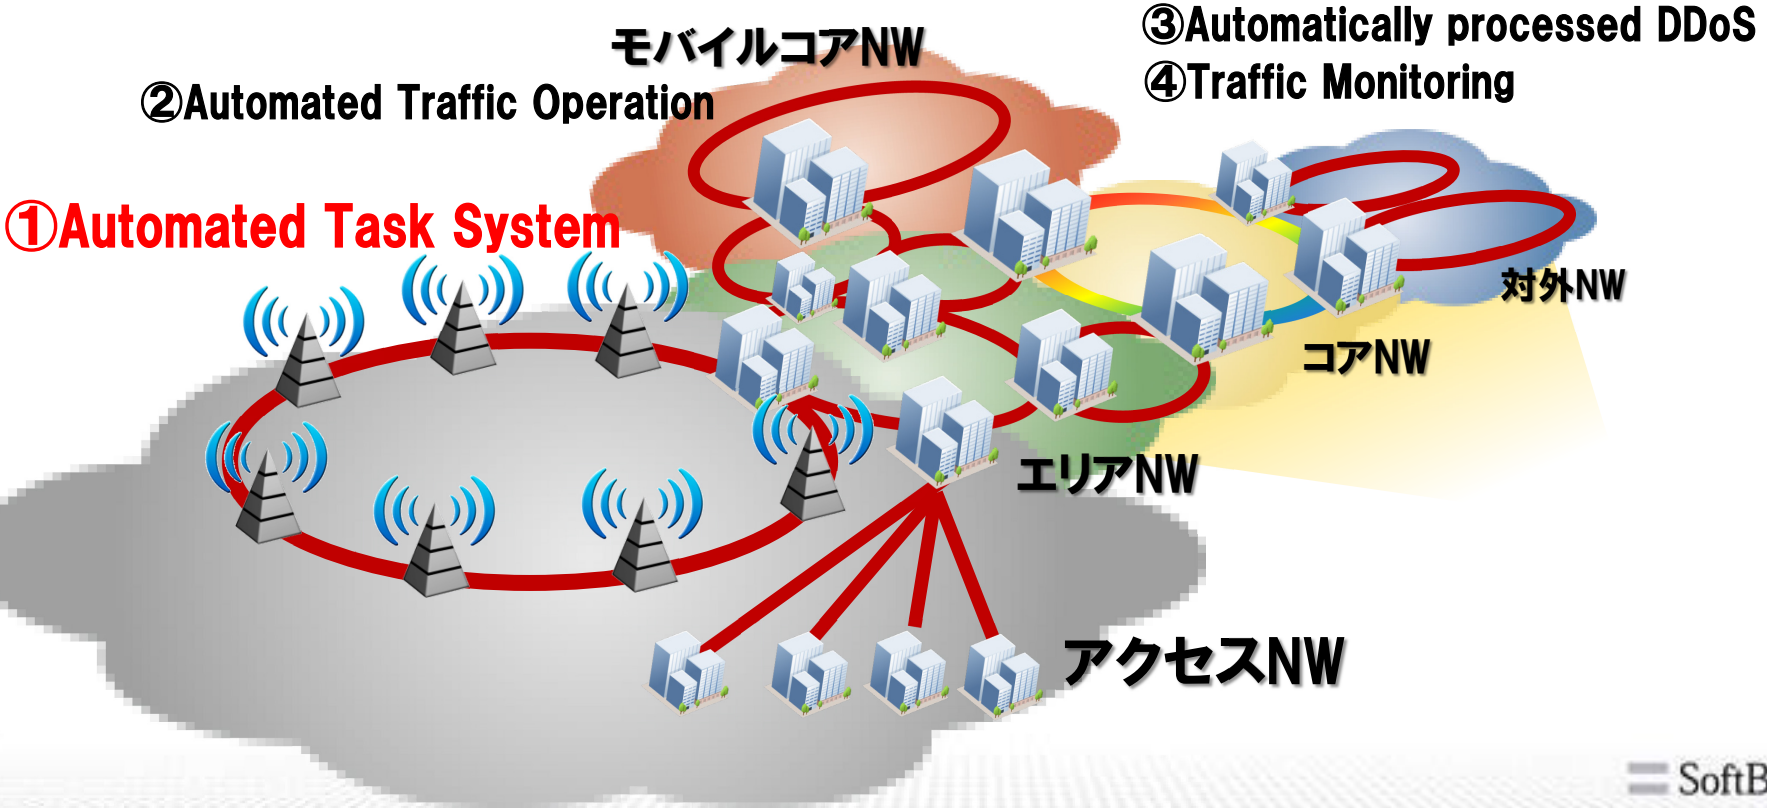 ③Automatically processed DDoS
モバイルコアNW
④Traffic Monitoring
②Automated Traffic Operation
①Automated Task System
対外NW
コアNW
エリアNW
アクセスNW
SoftB